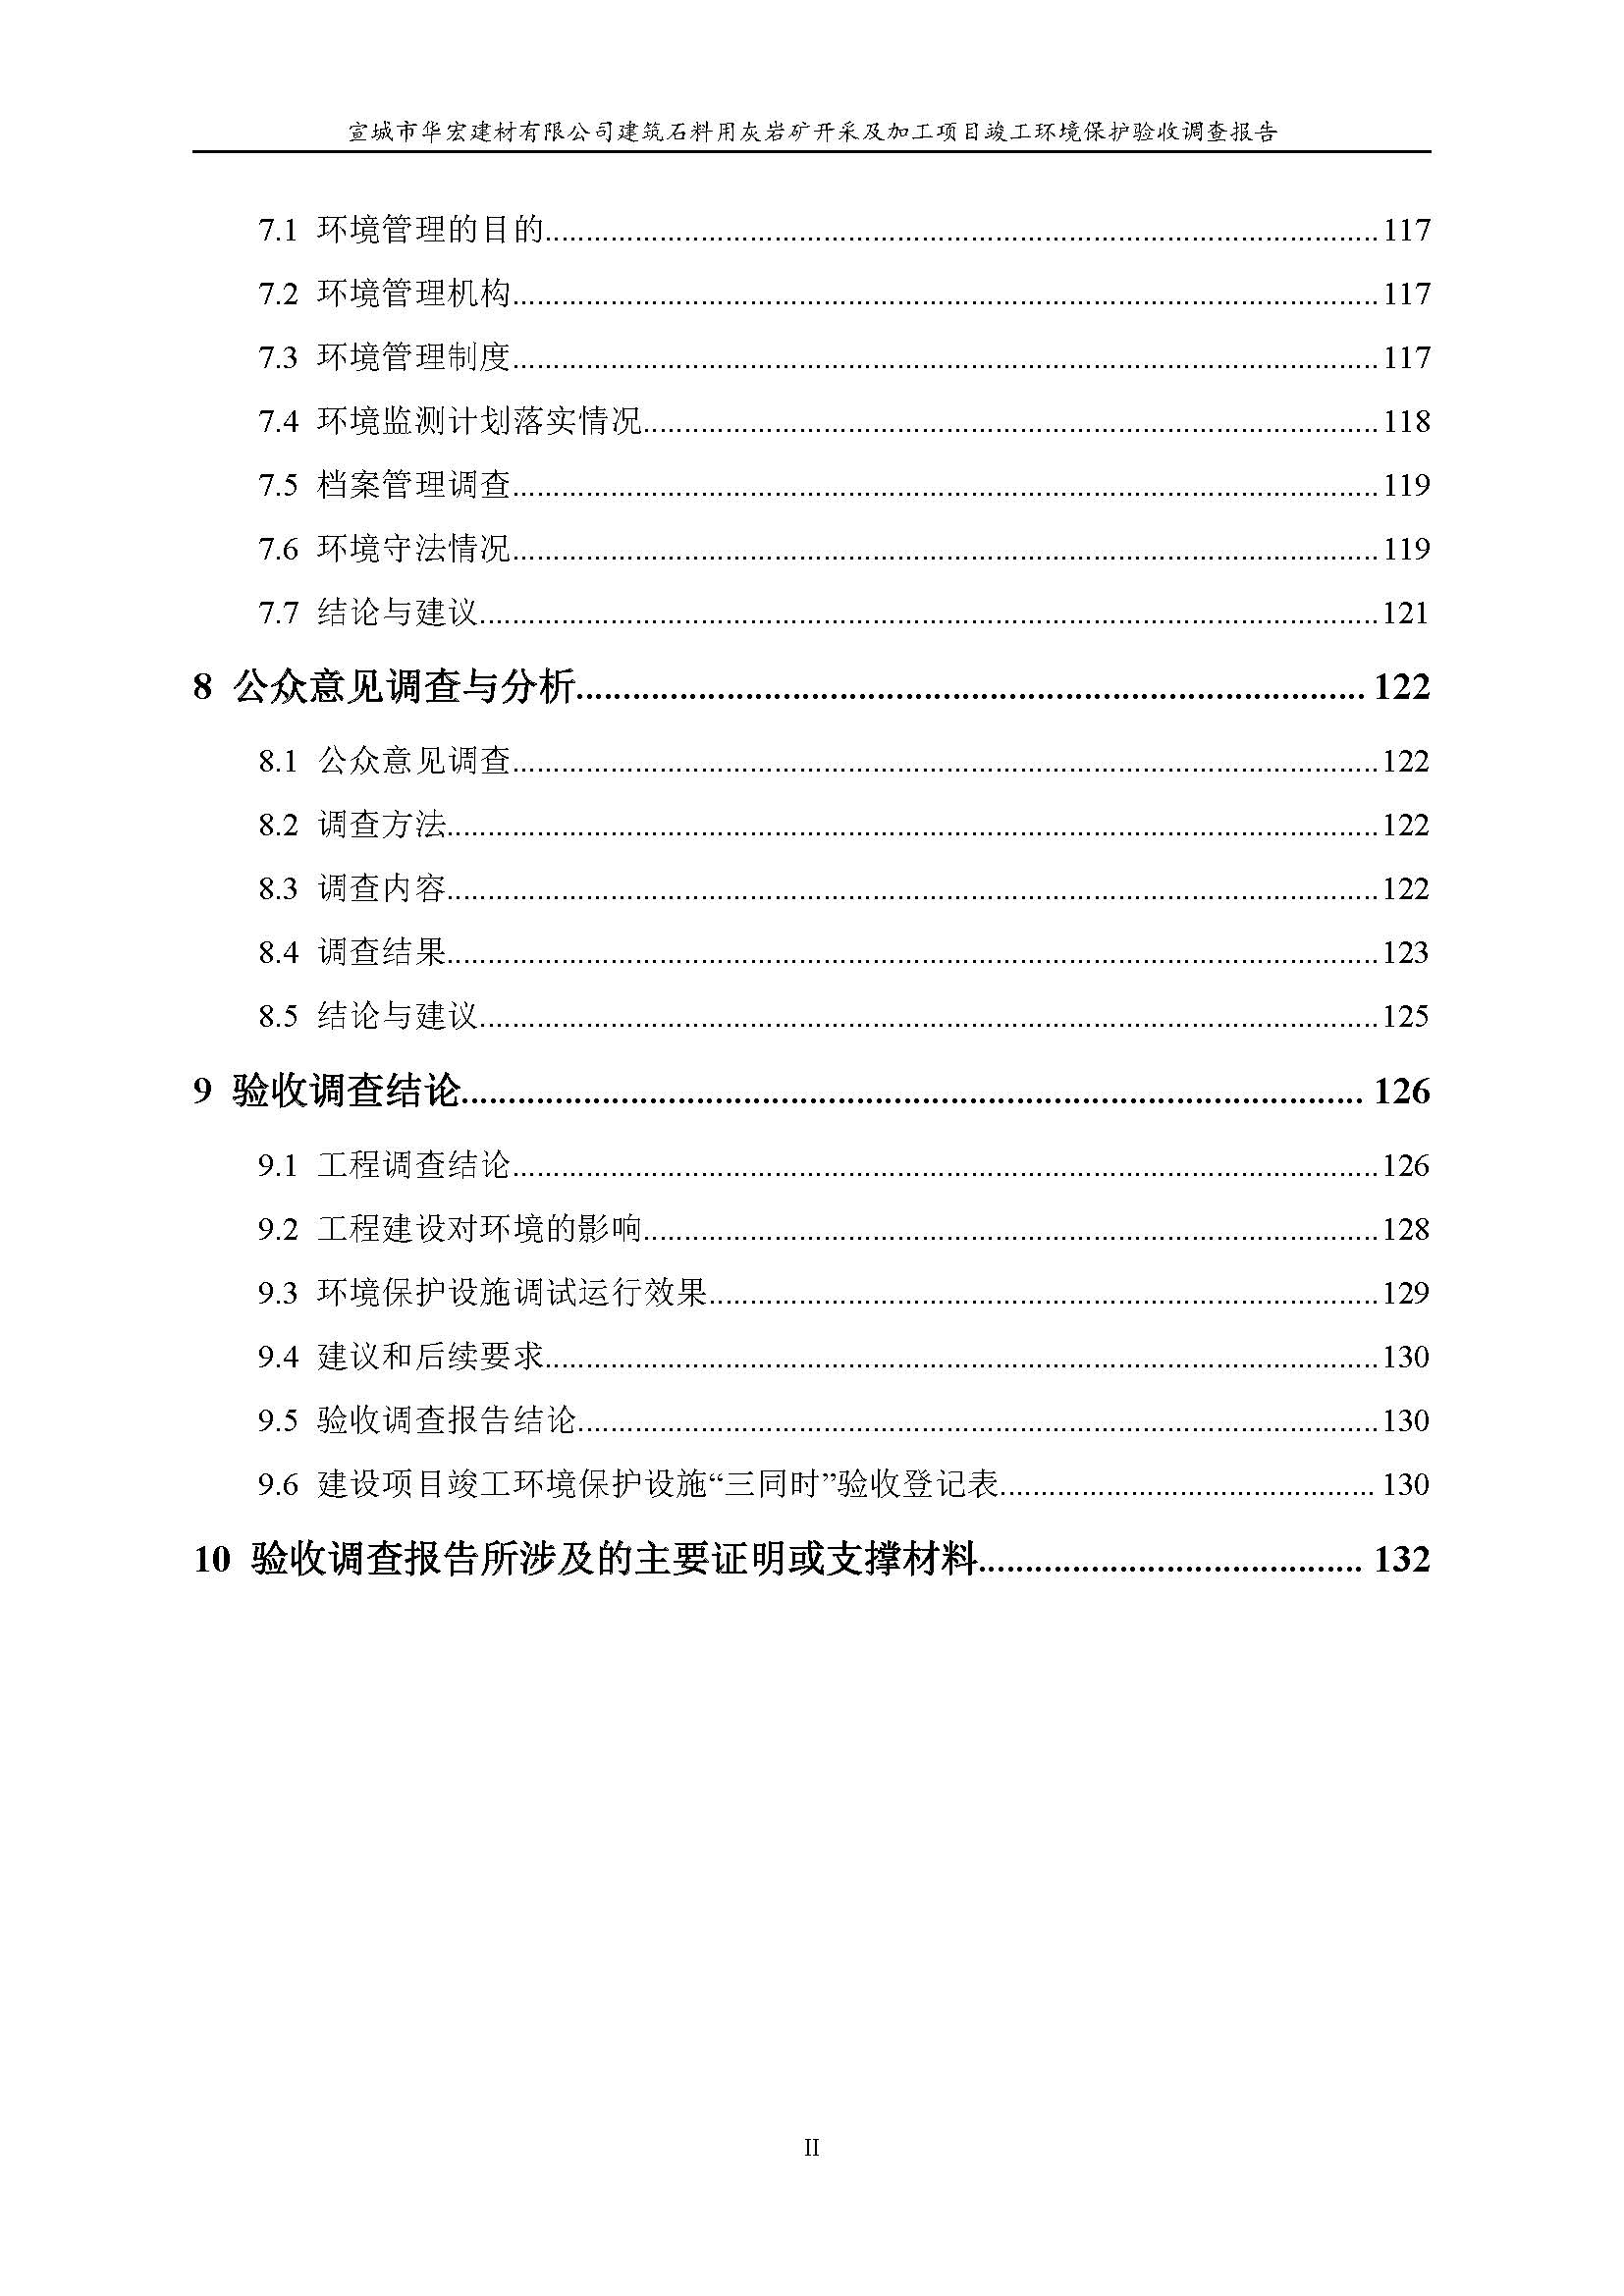 宣城市华宏建材有限公司建筑石料用灰岩矿开采及加工项目竣工环境保护验收调查报告
7.1 环境管理的目的........117
7.2 环境管理机构........117
7.3 环境管理制度........117
7.4 环境监测计划落实情况........118
7.5 档案管理调查........119
7.6 环境守法情况........119
7.7 结论与建议........121
8 公众意见调查与分析........122
8.1 公众意见调查........122
8.2 调查方法........122
8.3 调查内容........122
8.4 调查结果........123
8.5 结论与建议........125
9 验收调查结论........126
9.1 工程调查结论........126
9.2 工程建设对环境的影响........128
9.3 环境保护设施调试运行效果........129
9.4 建议和后续要求........130
9.5 验收调查报告结论........130
9.6 建设项目竣工环境保护设施“三同时”验收登记表........130
10 验收调查报告所涉及的主要证明或支撑材料........132
II